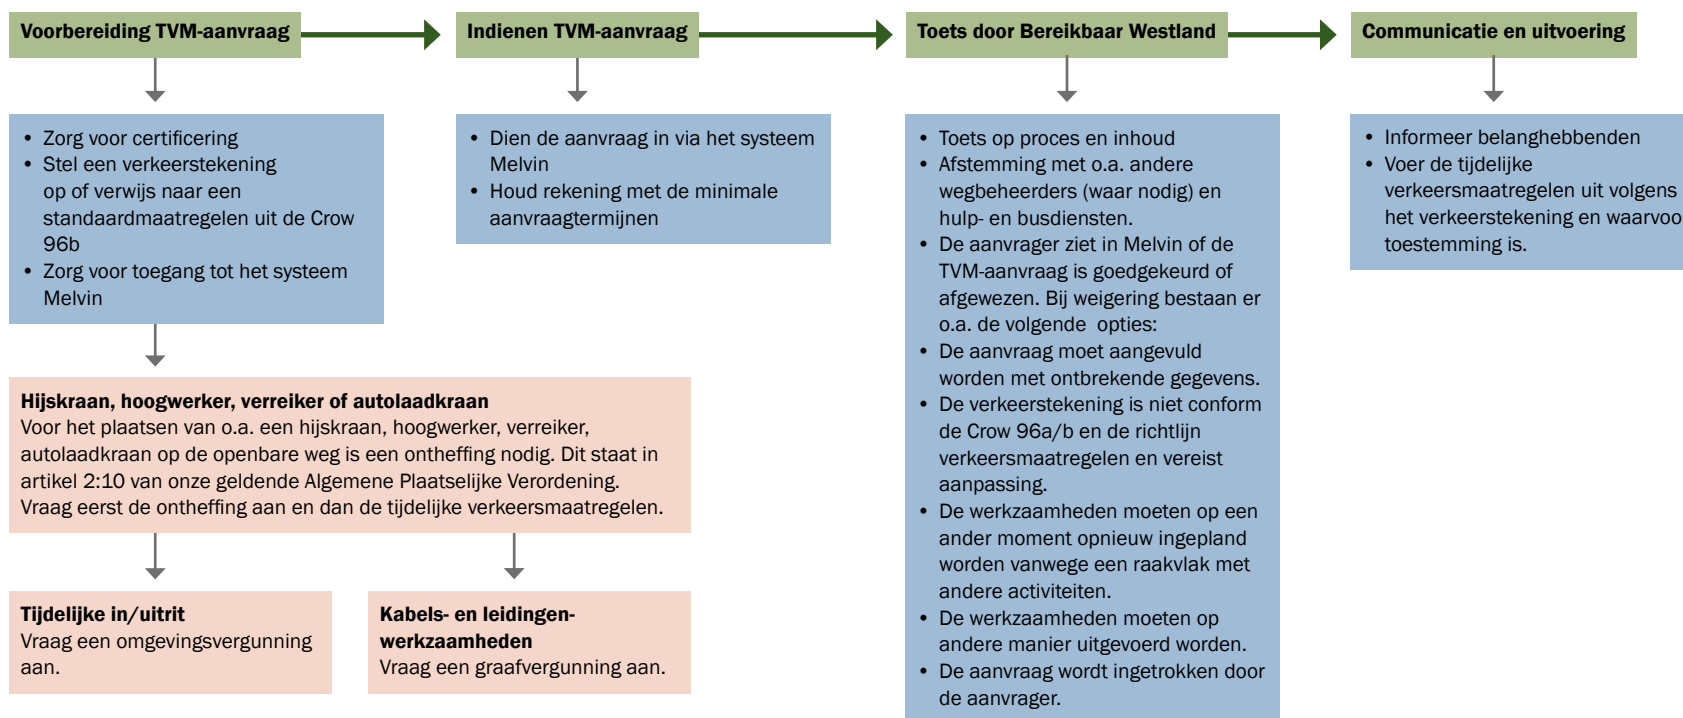 Voorbereiding TVM-aanvraag
Indienen TVM-aanvraag
Toets door Bereikbaar Westland
Communicatie en uitvoering
• Zorg voor certificering
• Stel een verkeerstekening
op of verwijs naar een
standaardmaatregelen uit de Crow
96b
• Zorg voor toegang tot het systeem
Melvin
• Dien de aanvraag in via het systeem
Melvin
• Houd rekening met de minimale
aanvraagtermijnen
• Toets op proces en inhoud
• Afstemming met o.a. andere
wegbeheerders (waar nodig) en
hulp- en busdiensten.
• De aanvrager ziet in Melvin of de
TVM-aanvraag is goedgekeurd of
afgewezen. Bij weigering bestaan er
o.a. de volgende opties:
• De aanvraag moet aangevuld
worden met ontbrekende gegevens.
• De verkeerstekening is niet conform
de Crow 96a/b en de richtlijn
verkeersmaatregelen en vereist
aanpassing.
• De werkzaamheden moeten op een
ander moment opnieuw ingepland
worden vanwege een raakvlak met
andere activiteiten.
• De werkzaamheden moeten op
andere manier uitgevoerd worden.
• De aanvraag wordt ingetrokken door
de aanvrager.
• Informeer belanghebbenden
• Voer de tijdelijke
verkeersmaatregelen uit volgens
het verkeerstekening en waarvoo
toestemming is.
Hijskraan, hoogwerker, verreiker of autolaadkraan
Voor het plaatsen van o.a. een hijskraan, hoogwerker, verreiker,
autolaadkraan op de openbare weg is een ontheffing nodig. Dit staat in
artikel 2:10 van onze geldende Algemene Plaatselijke Verordening.
Vraag eerst de ontheffing aan en dan de tijdelijke verkeersmaatregelen.
Tijdelijke in/uitrit
Vraag een omgevingsvergunning
aan.
Kabels- en leidingen-
werkzaamheden
Vraag een graafvergunning aan.